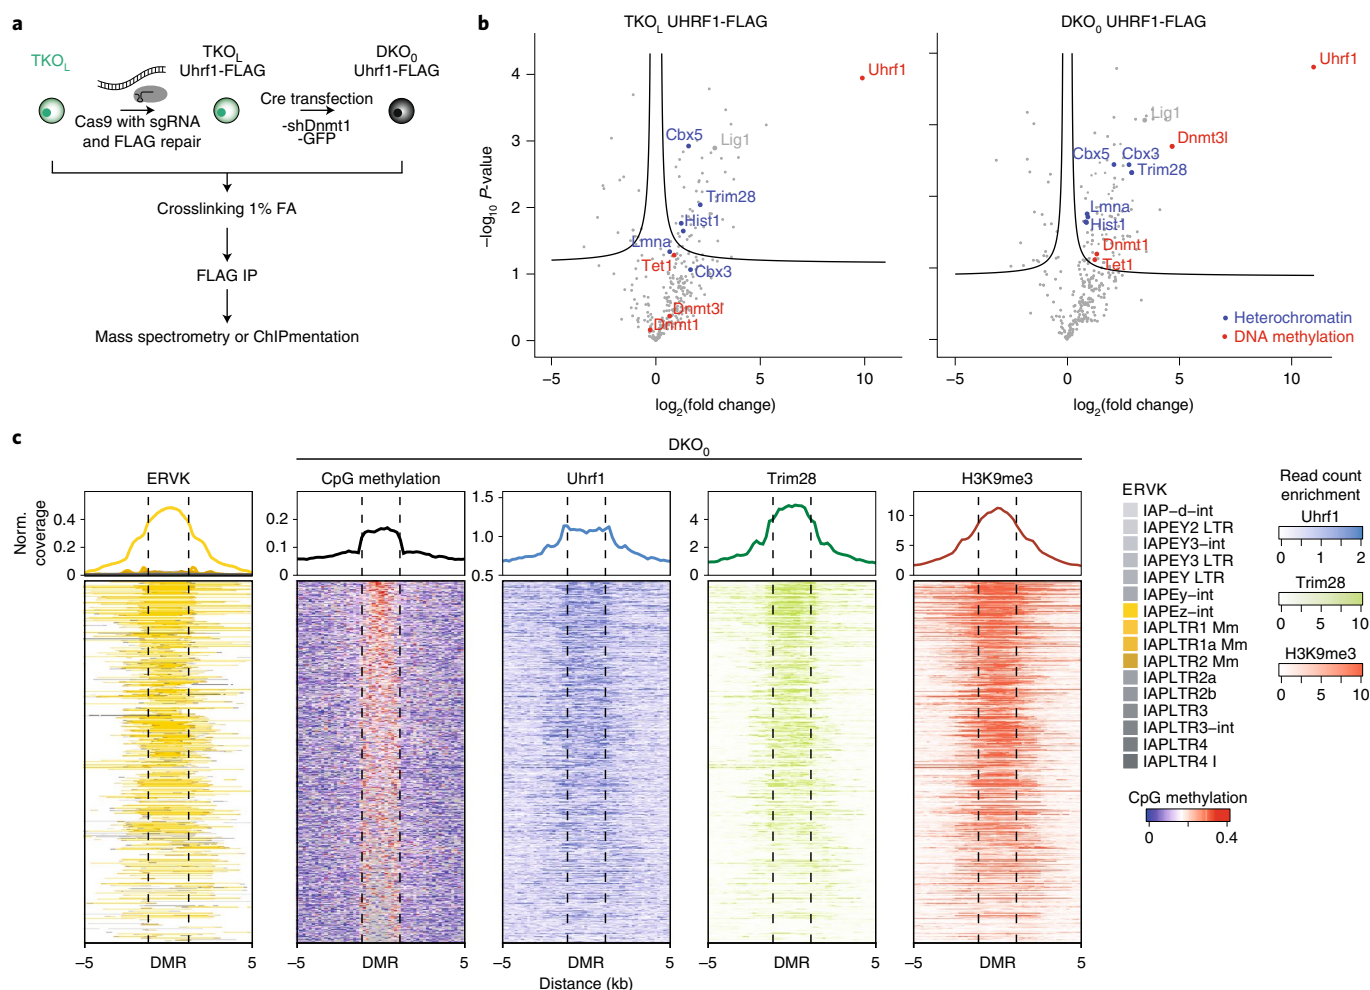 a
TKO_L
TKO_L
Uhrf1-FLAG
DKO_0
Uhrf1-FLAG
Cas9 with sgRNA
and FLAG repair
Cre transfection
-shDnmt1
-GFP
Crosslinking 1% FA
FLAG IP
Mass spectrometry or ChIPmentation
b
TKO_L UHRF1-FLAG
−log10 P-value
4
3
2
1
0
−5 0 5 10
log2(fold change)
Uhrf1
Lig1
Cbx5
Trim28
Hist1
Lmna
Tet1
Cbx3
Dnmt3l
Dnmt1
DKO_0 UHRF1-FLAG
Uhrf1
Lig1
Dnmt3l
Cbx5 Cbx3
Trim28
Lmna
Hist1
Dnmt1
Tet1
Heterochromatin
DNA methylation
−5 0 5 10
log2(fold change)
c
DKO_0
ERVK CpG methylation Uhrf1 Trim28 H3K9me3
Norm.
coverage
0.4
0.2
0
0.2
0.1
0
1.5
1.0
0.5
4
2
0
10
5
0
−5 DMR 5
−5 DMR 5
−5 DMR 5
−5 DMR 5
−5 DMR 5
Distance (kb)
ERVK
IAP−d−int
IAPEY2 LTR
IAPEY3−int
IAPEY3 LTR
IAPEY LTR
IAPEy−int
IAPEz−int
IAPLTR1 Mm
IAPLTR1a Mm
IAPLTR2 Mm
IAPLTR2a
IAPLTR2b
IAPLTR3
IAPLTR3−int
IAPLTR4
IAPLTR4 I
CpG methylation
0 0.4
Read count
enrichment
Uhrf1
0 1 2
Trim28
0 5 10
H3K9me3
0 5 10